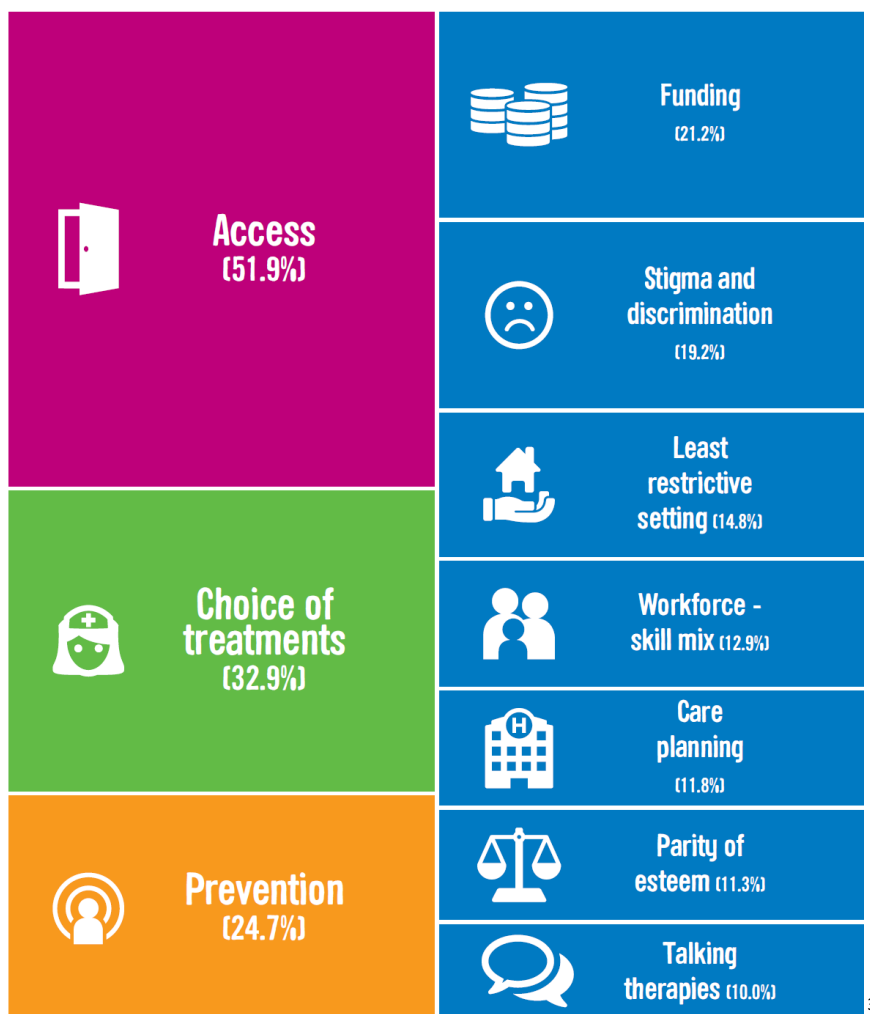 Access
(51.9%)
Choice of
treatments
(32.9%)
Prevention
(24.7%)
Funding
(21.2%)
Stigma and
discrimination
(19.2%)
Least
restrictive
setting (14.8%)
Workforce -
skill mix (12.9%)
H
Care
planning
(11.8%)
Parity of
esteem (11.3%)
Talking
therapies (10.0%)